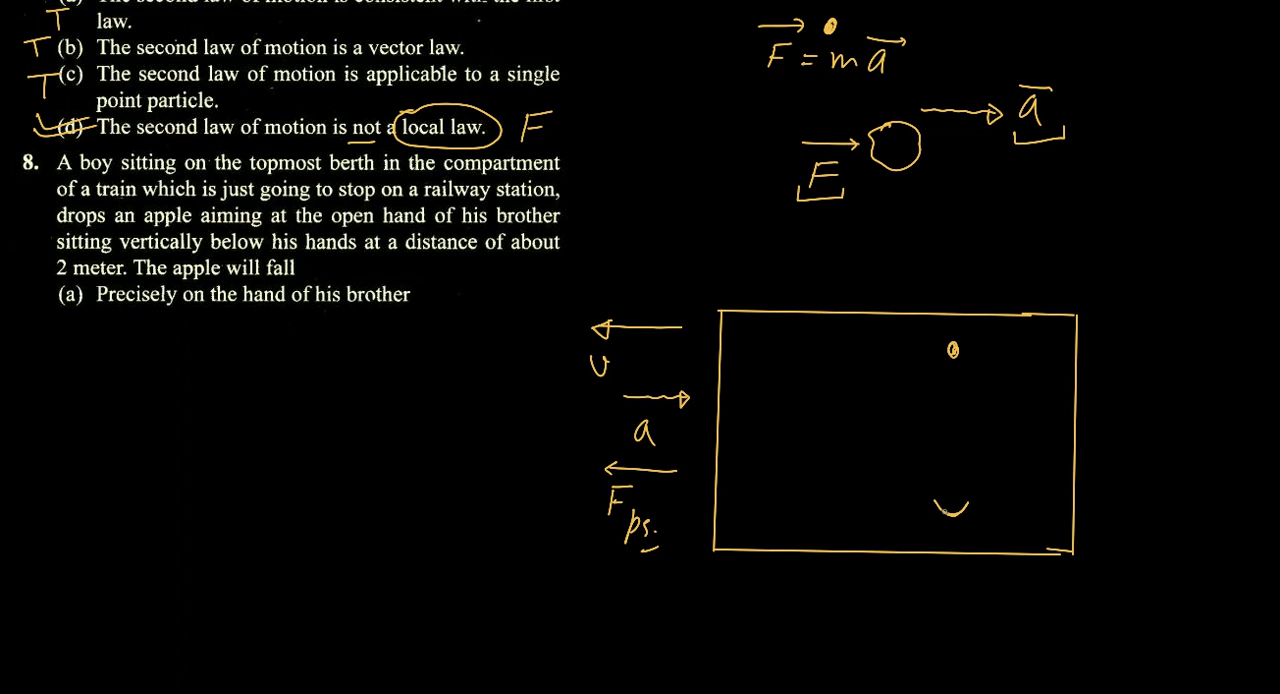 law.
T
T (b) The second law of motion is a vector law.
T (c) The second law of motion is applicable to a single
point particle.
(d) The second law of motion is not a local law. F
8. A boy sitting on the topmost berth in the compartment
of a train which is just going to stop on a railway station,
drops an apple aiming at the open hand of his brother
sitting vertically below his hands at a distance of about
2 meter. The apple will fall
(a) Precisely on the hand of his brother
F = ma
F
a
v
a
F ps.